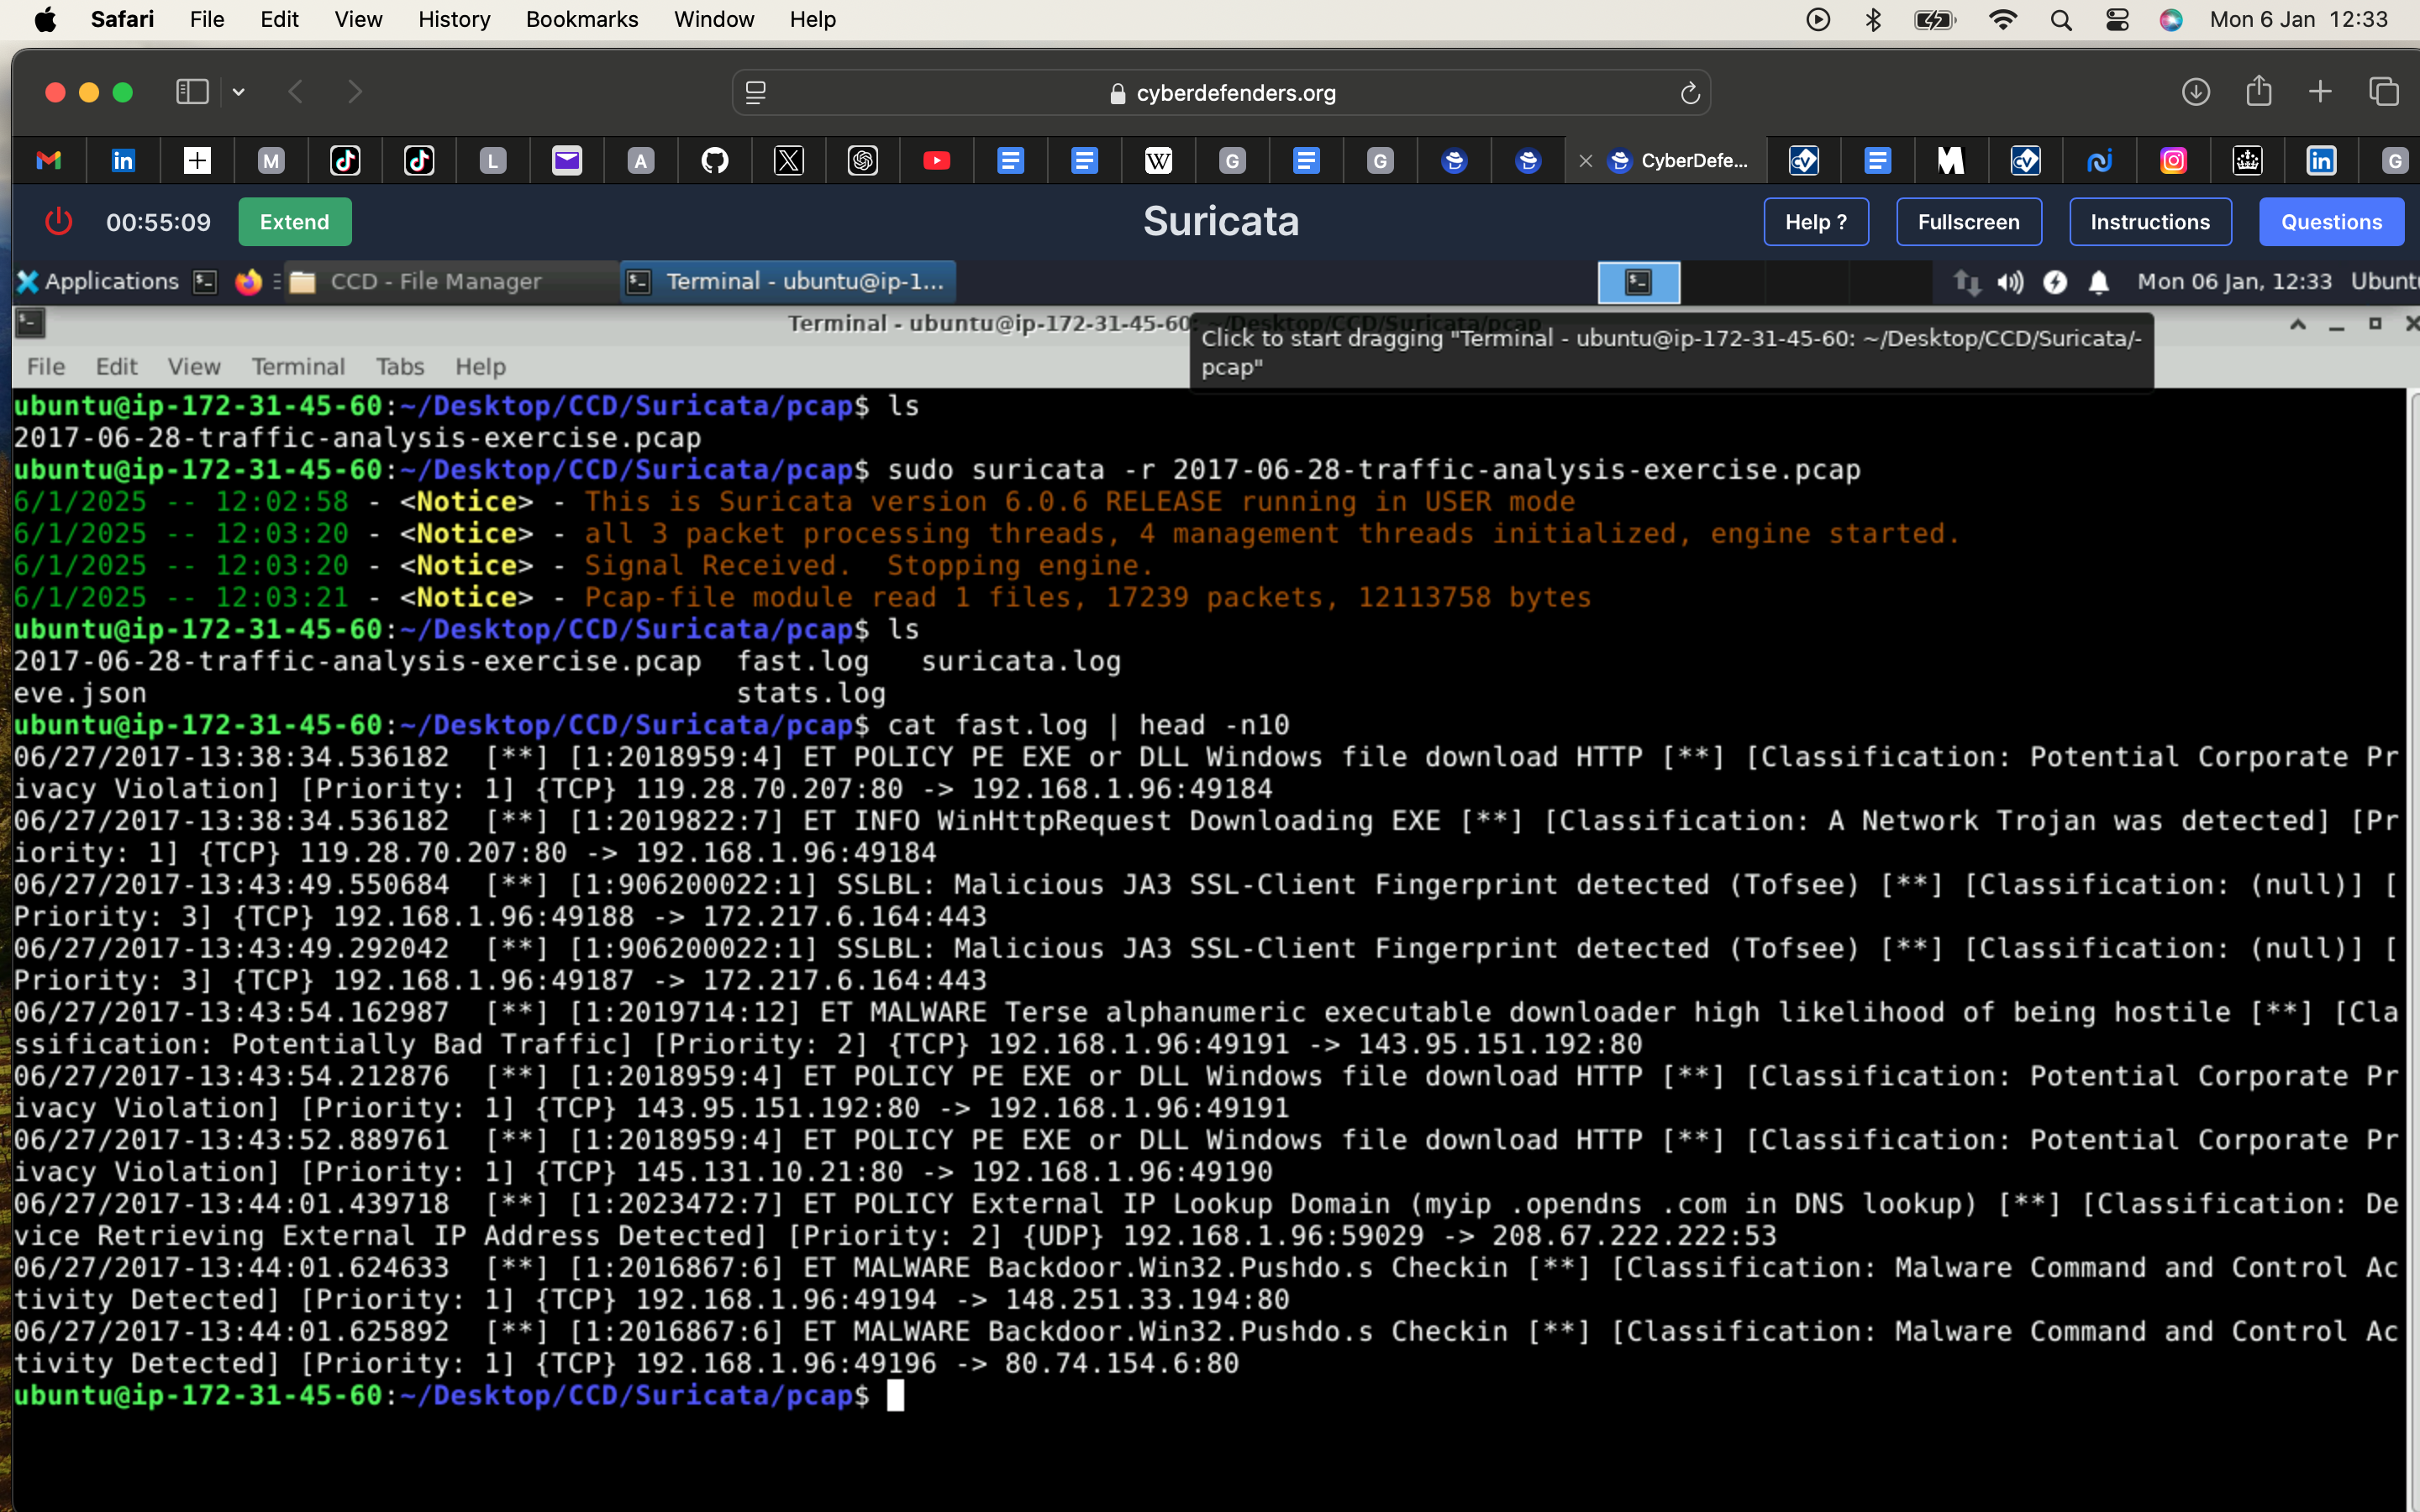 Safari File Edit View History Bookmarks Window Help Mon 6 Jan 12:33
cyberdefenders.org
M L A G G CyberDefe... G
00:55:09 Extend Suricata Help ? Fullscreen Instructions Questions
Applications CCD - File Manager Terminal - ubuntu@ip-1... Mon 06 Jan, 12:33 Ubunt
Terminal - ubuntu@ip-172-31-45-60: ~/Desktop/CCD/Suricata/pcap
Click to start dragging "Terminal - ubuntu@ip-172-31-45-60: ~/Desktop/CCD/Suricata/-
pcap"
File Edit View Terminal Tabs Help
ubuntu@ip-172-31-45-60:~/Desktop/CCD/Suricata/pcap$ ls
2017-06-28-traffic-analysis-exercise.pcap
ubuntu@ip-172-31-45-60:~/Desktop/CCD/Suricata/pcap$ sudo suricata -r 2017-06-28-traffic-analysis-exercise.pcap
6/1/2025 -- 12:02:58 - <Notice> - This is Suricata version 6.0.6 RELEASE running in USER mode
6/1/2025 -- 12:03:20 - <Notice> - all 3 packet processing threads, 4 management threads initialized, engine started.
6/1/2025 -- 12:03:20 - <Notice> - Signal Received.  Stopping engine.
6/1/2025 -- 12:03:21 - <Notice> - Pcap-file module read 1 files, 17239 packets, 12113758 bytes
ubuntu@ip-172-31-45-60:~/Desktop/CCD/Suricata/pcap$ ls
2017-06-28-traffic-analysis-exercise.pcap  fast.log   suricata.log
eve.json                                   stats.log
ubuntu@ip-172-31-45-60:~/Desktop/CCD/Suricata/pcap$ cat fast.log | head -n10
06/27/2017-13:38:34.536182  [**] [1:2018959:4] ET POLICY PE EXE or DLL Windows file download HTTP [**] [Classification: Potential Corporate Pr
ivacy Violation] [Priority: 1] {TCP} 119.28.70.207:80 -> 192.168.1.96:49184
06/27/2017-13:38:34.536182  [**] [1:2019822:7] ET INFO WinHttpRequest Downloading EXE [**] [Classification: A Network Trojan was detected] [Pr
iority: 1] {TCP} 119.28.70.207:80 -> 192.168.1.96:49184
06/27/2017-13:43:49.550684  [**] [1:906200022:1] SSLBL: Malicious JA3 SSL-Client Fingerprint detected (Tofsee) [**] [Classification: (null)] [
Priority: 3] {TCP} 192.168.1.96:49188 -> 172.217.6.164:443
06/27/2017-13:43:49.292042  [**] [1:906200022:1] SSLBL: Malicious JA3 SSL-Client Fingerprint detected (Tofsee) [**] [Classification: (null)] [
Priority: 3] {TCP} 192.168.1.96:49187 -> 172.217.6.164:443
06/27/2017-13:43:54.162987  [**] [1:2019714:12] ET MALWARE Terse alphanumeric executable downloader high likelihood of being hostile [**] [Cla
ssification: Potentially Bad Traffic] [Priority: 2] {TCP} 192.168.1.96:49191 -> 143.95.151.192:80
06/27/2017-13:43:54.212876  [**] [1:2018959:4] ET POLICY PE EXE or DLL Windows file download HTTP [**] [Classification: Potential Corporate Pr
ivacy Violation] [Priority: 1] {TCP} 143.95.151.192:80 -> 192.168.1.96:49191
06/27/2017-13:43:52.889761  [**] [1:2018959:4] ET POLICY PE EXE or DLL Windows file download HTTP [**] [Classification: Potential Corporate Pr
ivacy Violation] [Priority: 1] {TCP} 145.131.10.21:80 -> 192.168.1.96:49190
06/27/2017-13:44:01.439718  [**] [1:2023472:7] ET POLICY External IP Lookup Domain (myip .opendns .com in DNS lookup) [**] [Classification: De
vice Retrieving External IP Address Detected] [Priority: 2] {UDP} 192.168.1.96:59029 -> 208.67.222.222:53
06/27/2017-13:44:01.624633  [**] [1:2016867:6] ET MALWARE Backdoor.Win32.Pushdo.s Checkin [**] [Classification: Malware Command and Control Ac
tivity Detected] [Priority: 1] {TCP} 192.168.1.96:49194 -> 148.251.33.194:80
06/27/2017-13:44:01.625892  [**] [1:2016867:6] ET MALWARE Backdoor.Win32.Pushdo.s Checkin [**] [Classification: Malware Command and Control Ac
tivity Detected] [Priority: 1] {TCP} 192.168.1.96:49196 -> 80.74.154.6:80
ubuntu@ip-172-31-45-60:~/Desktop/CCD/Suricata/pcap$